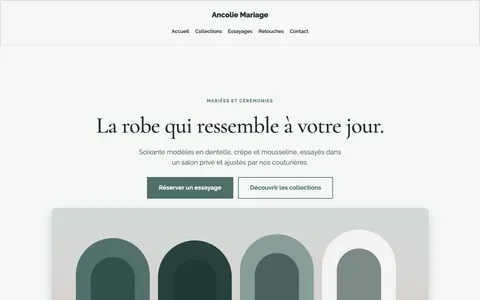 Ancolie Mariage
Accueil Collections Essayages Retouches Contact
MARIÉES ET CÉRÉMONIES
La robe qui ressemble à votre jour.
Soixante modèles en dentelle, crêpe et mousseline, essayés dans
un salon privé et ajustés par nos couturières.
Réserver un essayage Découvrir les collections